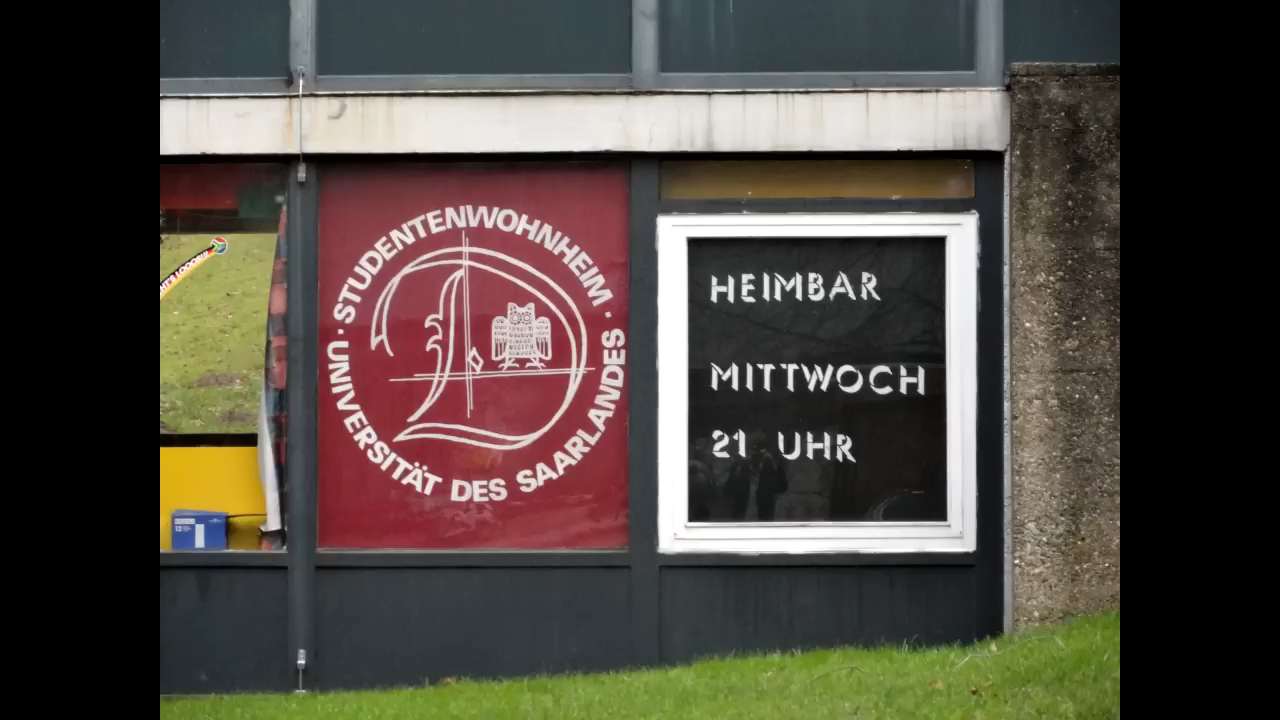 STUDENTENWOHNHEIM
· UNIVERSITÄT DES SAARLANDES ·
HEIMBAR
MITTWOCH
21 UHR